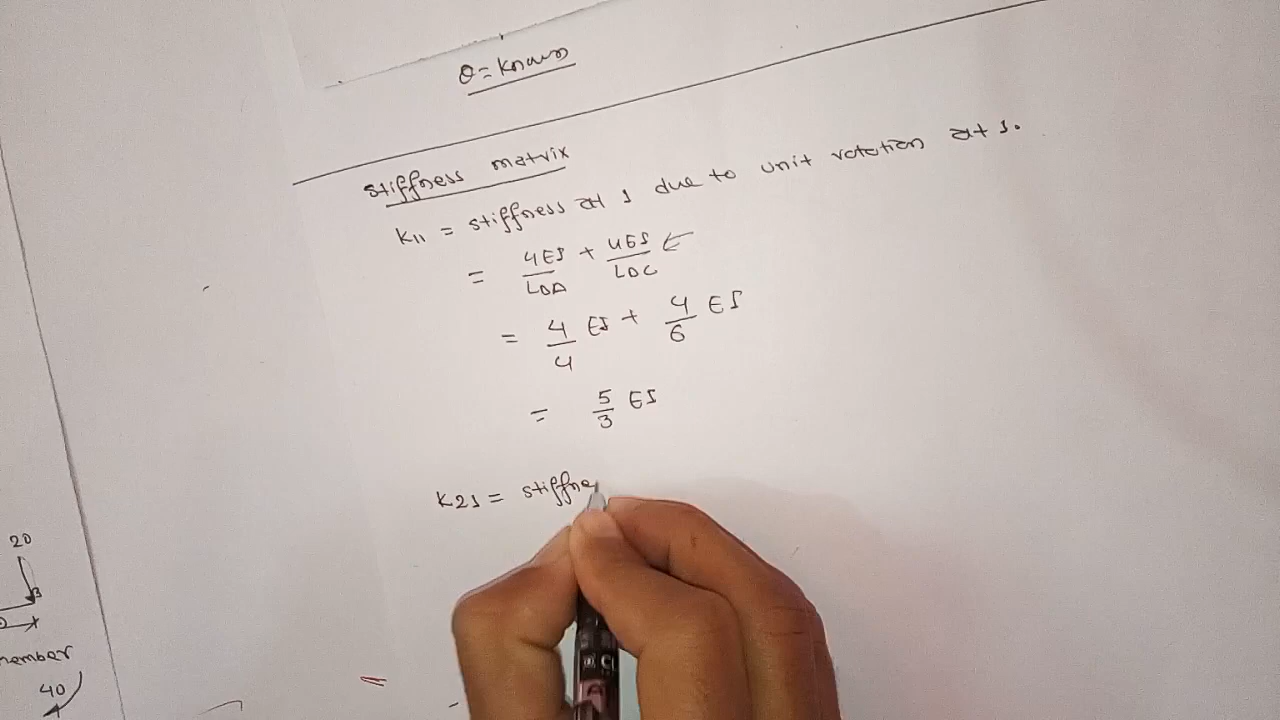 θ = known
stiffness matrix
K11 = stiffness at 1 due to unit rotation at 1.
= 4EI/LDA + 4EI/LDC
= 4/4 EI + 4/6 EI
= 5/3 EI
K21 = stiffne
20
B
member
40